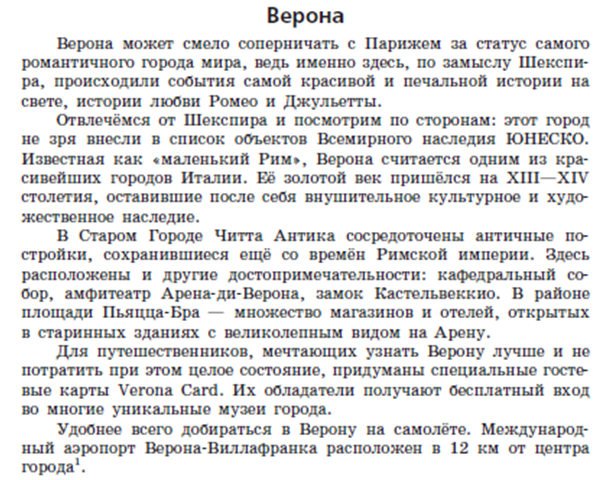 Верона
Верона может смело соперничать с Парижем за статус самого
романтичного города мира, ведь именно здесь, по замыслу Шекспи-
ра, происходили события самой красивой и печальной истории на
свете, истории любви Ромео и Джульетты.
Отвлечёмся от Шекспира и посмотрим по сторонам: этот город
не зря внесли в список объектов Всемирного наследия ЮНЕСКО.
Известная как «маленький Рим», Верона считается одним из кра-
сивейших городов Италии. Её золотой век пришёлся на XIII—XIV
столетия, оставившие после себя внушительное культурное и худо-
жественное наследие.
В Старом Городе Читта Антика сосредоточены античные по-
стройки, сохранившиеся ещё со времён Римской империи. Здесь
расположены и другие достопримечательности: кафедральный со-
бор, амфитеатр Арена-ди-Верона, замок Кастельвеккио. В районе
площади Пьяцца-Бра — множество магазинов и отелей, открытых
в старинных зданиях с великолепным видом на Арену.
Для путешественников, мечтающих узнать Верону лучше и не
потратить при этом целое состояние, придуманы специальные госте-
вые карты Verona Card. Их обладатели получают бесплатный вход
во многие уникальные музеи города.
Удобнее всего добираться в Верону на самолёте. Международ-
ный аэропорт Верона-Виллафранка расположен в 12 км от центра
города¹.